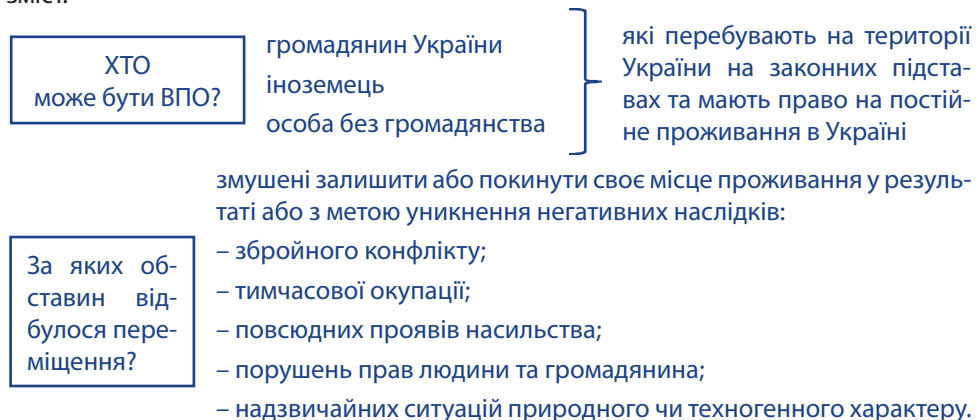 ХТО
може бути ВПО?
громадянин України
іноземець
особа без громадянства
які перебувають на території
України на законних підста-
вах та мають право на постій-
не проживання в Україні
змушені залишити або покинути своє місце проживання у резуль-
таті або з метою уникнення негативних наслідків:
За яких об-
ставин від-
булося пере-
міщення?
– збройного конфлікту;
– тимчасової окупації;
– повсюдних проявів насильства;
– порушень прав людини та громадянина;
– надзвичайних ситуацій природного чи техногенного характеру.